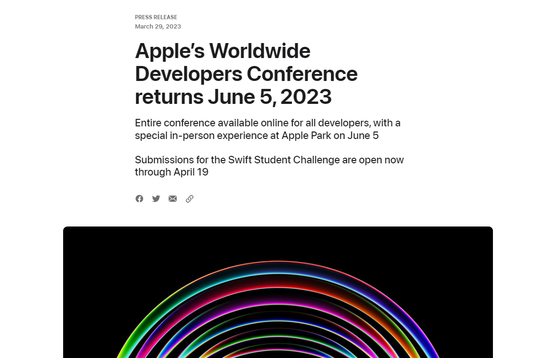 PRESS RELEASE
March 29, 2023
Apple’s Worldwide
Developers Conference
returns June 5, 2023
Entire conference available online for all developers, with a
special in-person experience at Apple Park on June 5
Submissions for the Swift Student Challenge are open now
through April 19